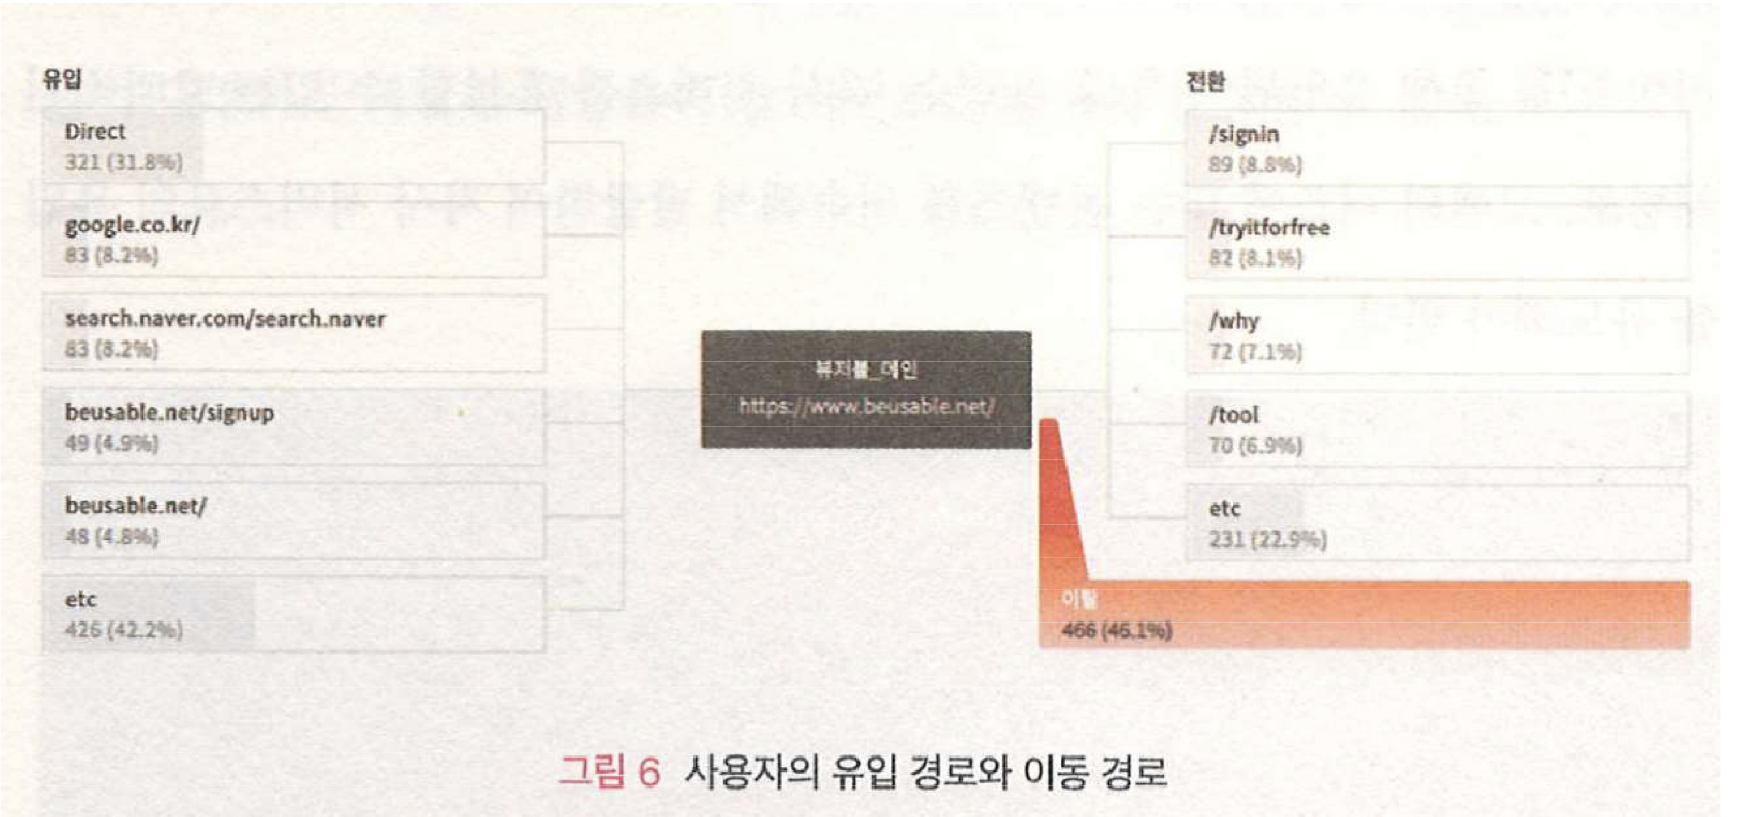 유입
Direct
321 (31.8%)
google.co.kr/
83 (8.2%)
search.naver.com/search.naver
83 (8.2%)
beusable.net/signup
49 (4.9%)
beusable.net/
48 (4.8%)
etc
426 (42.2%)
뷰저블_메인
https://www.beusable.net/
전환
/signin
89 (8.8%)
/tryitforfree
82 (8.1%)
/why
72 (7.1%)
/tool
70 (6.9%)
etc
231 (22.9%)
이탈
466 (46.1%)
그림 6 사용자의 유입 경로와 이동 경로